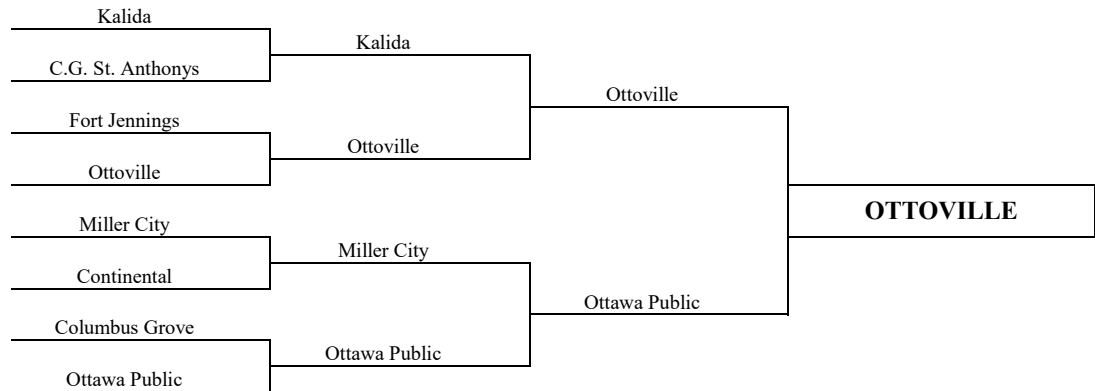 Kalida
C.G. St. Anthonys
Fort Jennings
Ottoville
Miller City
Continental
Columbus Grove
Ottawa Public
Kalida
Ottoville
Miller City
Ottawa Public
Ottoville
Ottawa Public
OTTOVILLE